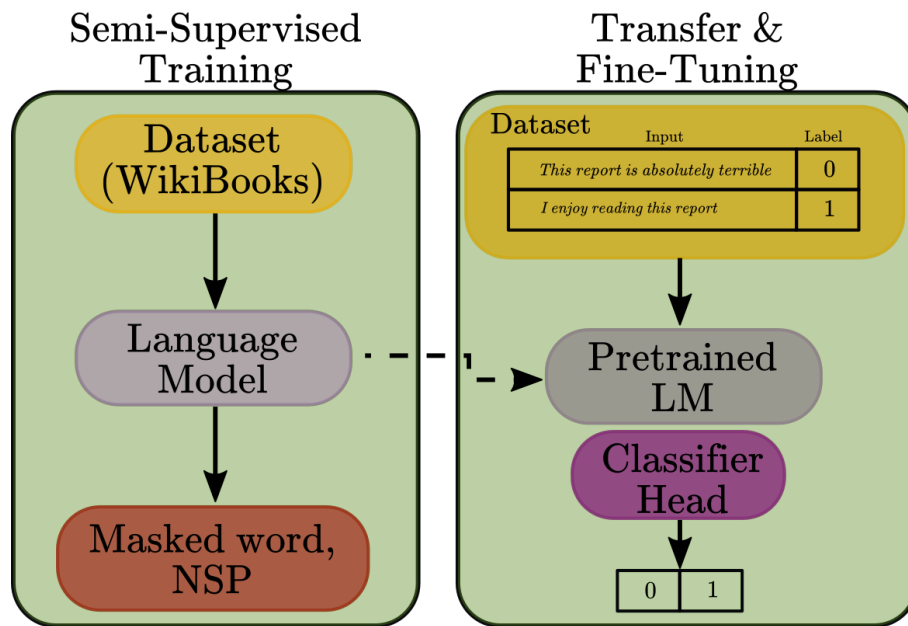 Semi-Supervised
Training
Dataset
(WikiBooks)
Language
Model
Masked word,
NSP
Transfer &
Fine-Tuning
Dataset
Input Label
This report is absolutely terrible 0
I enjoy reading this report 1
Pretrained
LM
Classifier
Head
0 1